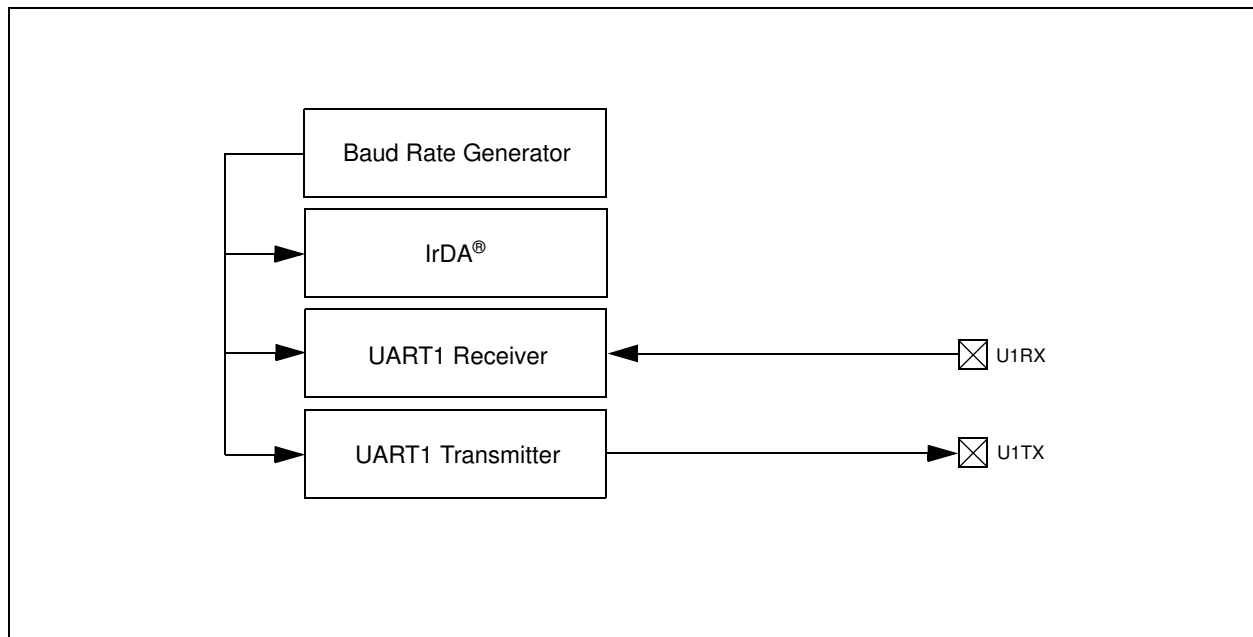 Baud Rate Generator
IrDA®
UART1 Receiver
U1RX
UART1 Transmitter
U1TX